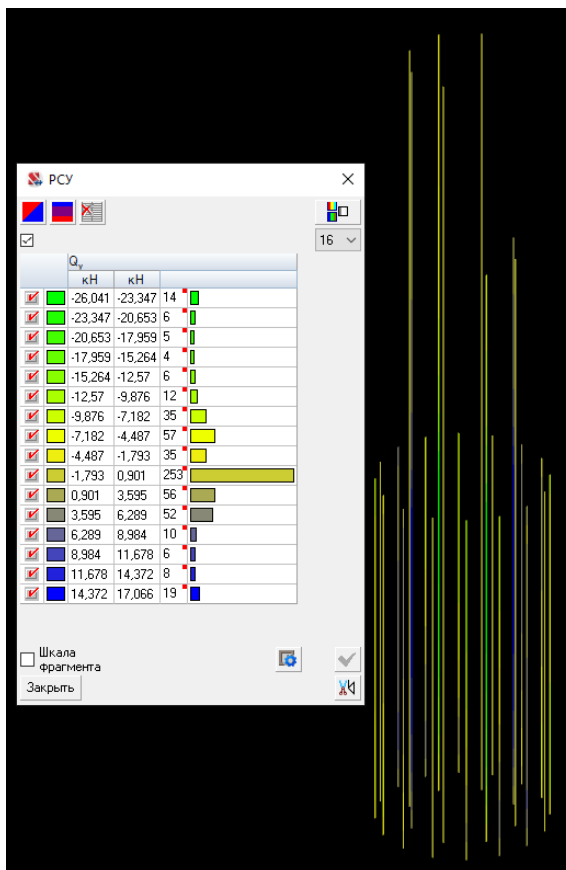 РСУ
16
Qy
кН кН
-26,041 -23,347 14
-23,347 -20,653 6
-20,653 -17,959 5
-17,959 -15,264 4
-15,264 -12,57 6
-12,57 -9,876 12
-9,876 -7,182 35
-7,182 -4,487 57
-4,487 -1,793 35
-1,793 0,901 253
0,901 3,595 56
3,595 6,289 52
6,289 8,984 10
8,984 11,678 6
11,678 14,372 8
14,372 17,066 19
Шкала
фрагмента
Закрыть